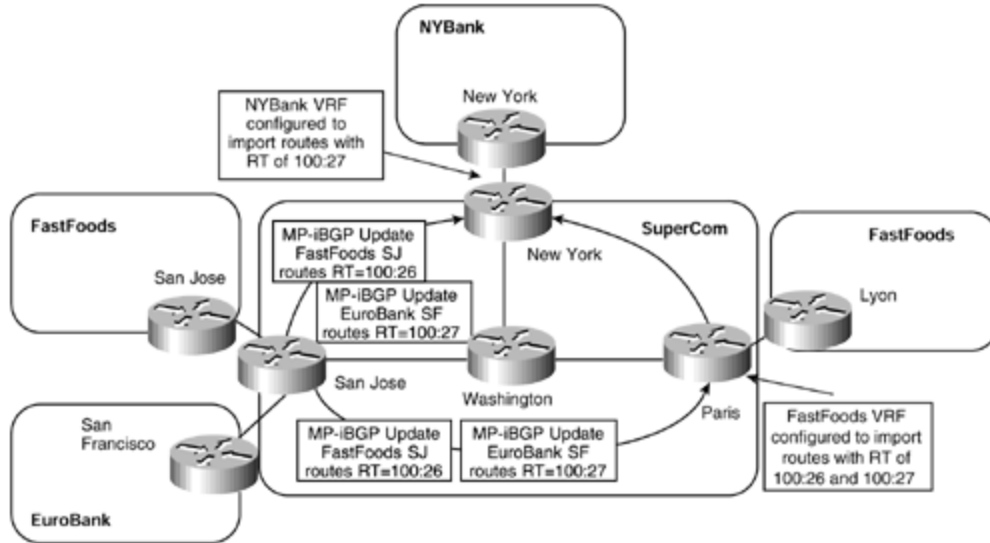 NYBank
New York
NYBank VRF
configured to
import routes with
RT of 100:27
FastFoods
San Jose
MP-iBGP Update
FastFoods SJ
routes RT=100:26
MP-iBGP Update
EuroBank SF
routes RT=100:27
New York
SuperCom
FastFoods
Lyon
San Jose
Washington
Paris
San
Francisco
EuroBank
MP-iBGP Update
FastFoods SJ
routes RT=100:26
MP-iBGP Update
EuroBank SF
routes RT=100:27
FastFoods VRF
configured to import
routes with RT of
100:26 and 100:27